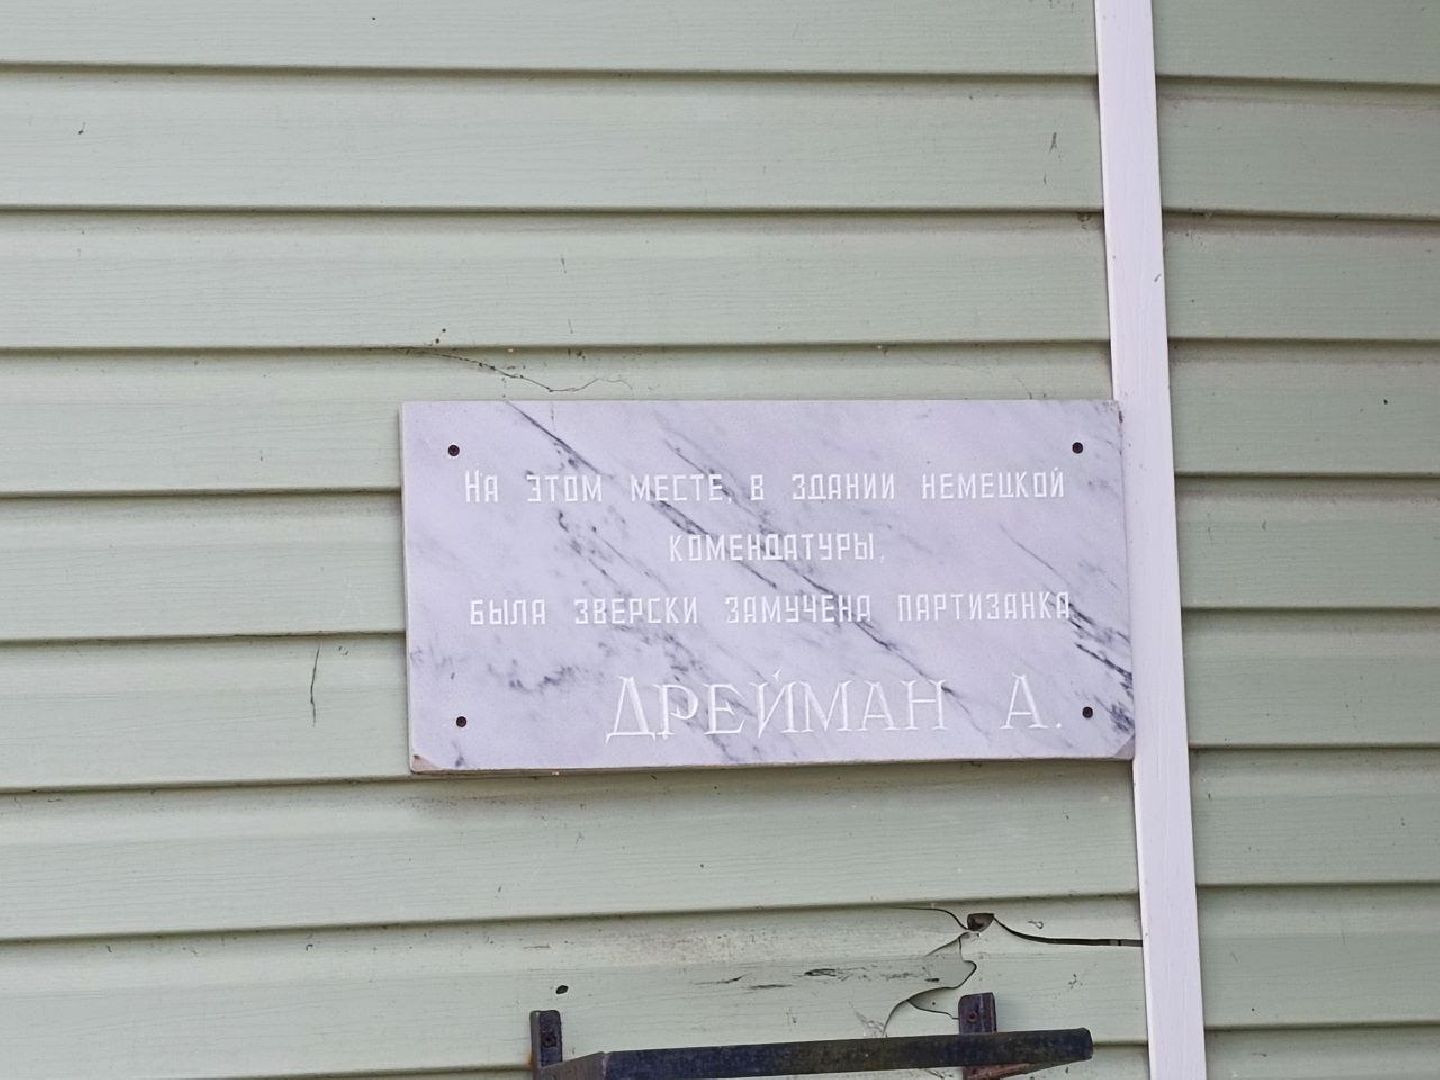 На этом месте, в здании немецкой
комендатуры,
была зверски замучена партизанка
Дрейман А.